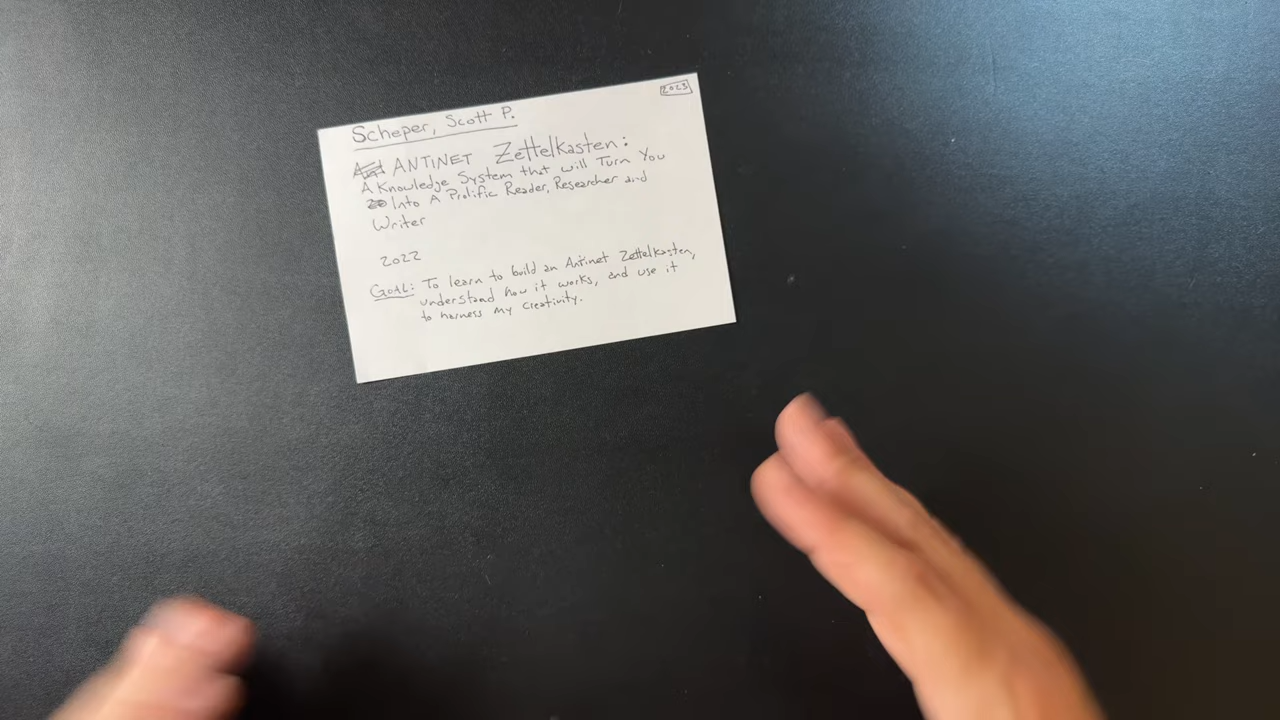 2023
Scheper, Scott P.
ANTINET Zettelkasten:
A Knowledge System that will Turn You
Into A Prolific Reader, Researcher and
Writer
2022
GOAL: To learn to build an Antinet Zettelkasten,
understand how it works, and use it
to harness my creativity.